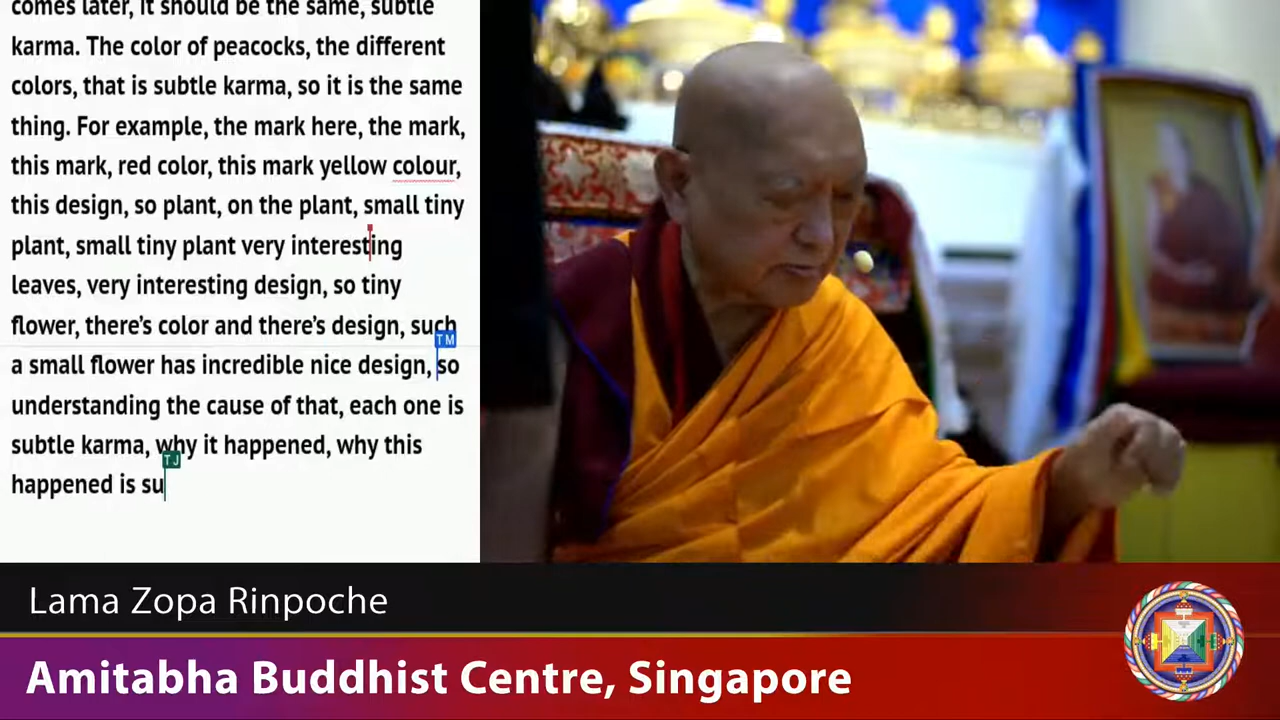 comes later, it should be the same, subtle
karma. The color of peacocks, the different
colors, that is subtle karma, so it is the same
thing. For example, the mark here, the mark,
this mark, red color, this mark yellow colour,
this design, so plant, on the plant, small tiny
plant, small tiny plant very interesting
leaves, very interesting design, so tiny
flower, there's color and there's design, such
TM
a small flower has incredible nice design, so
understanding the cause of that, each one is
subtle karma, why it happened, why this
TJ
happened is su
Lama Zopa Rinpoche
Amitabha Buddhist Centre, Singapore